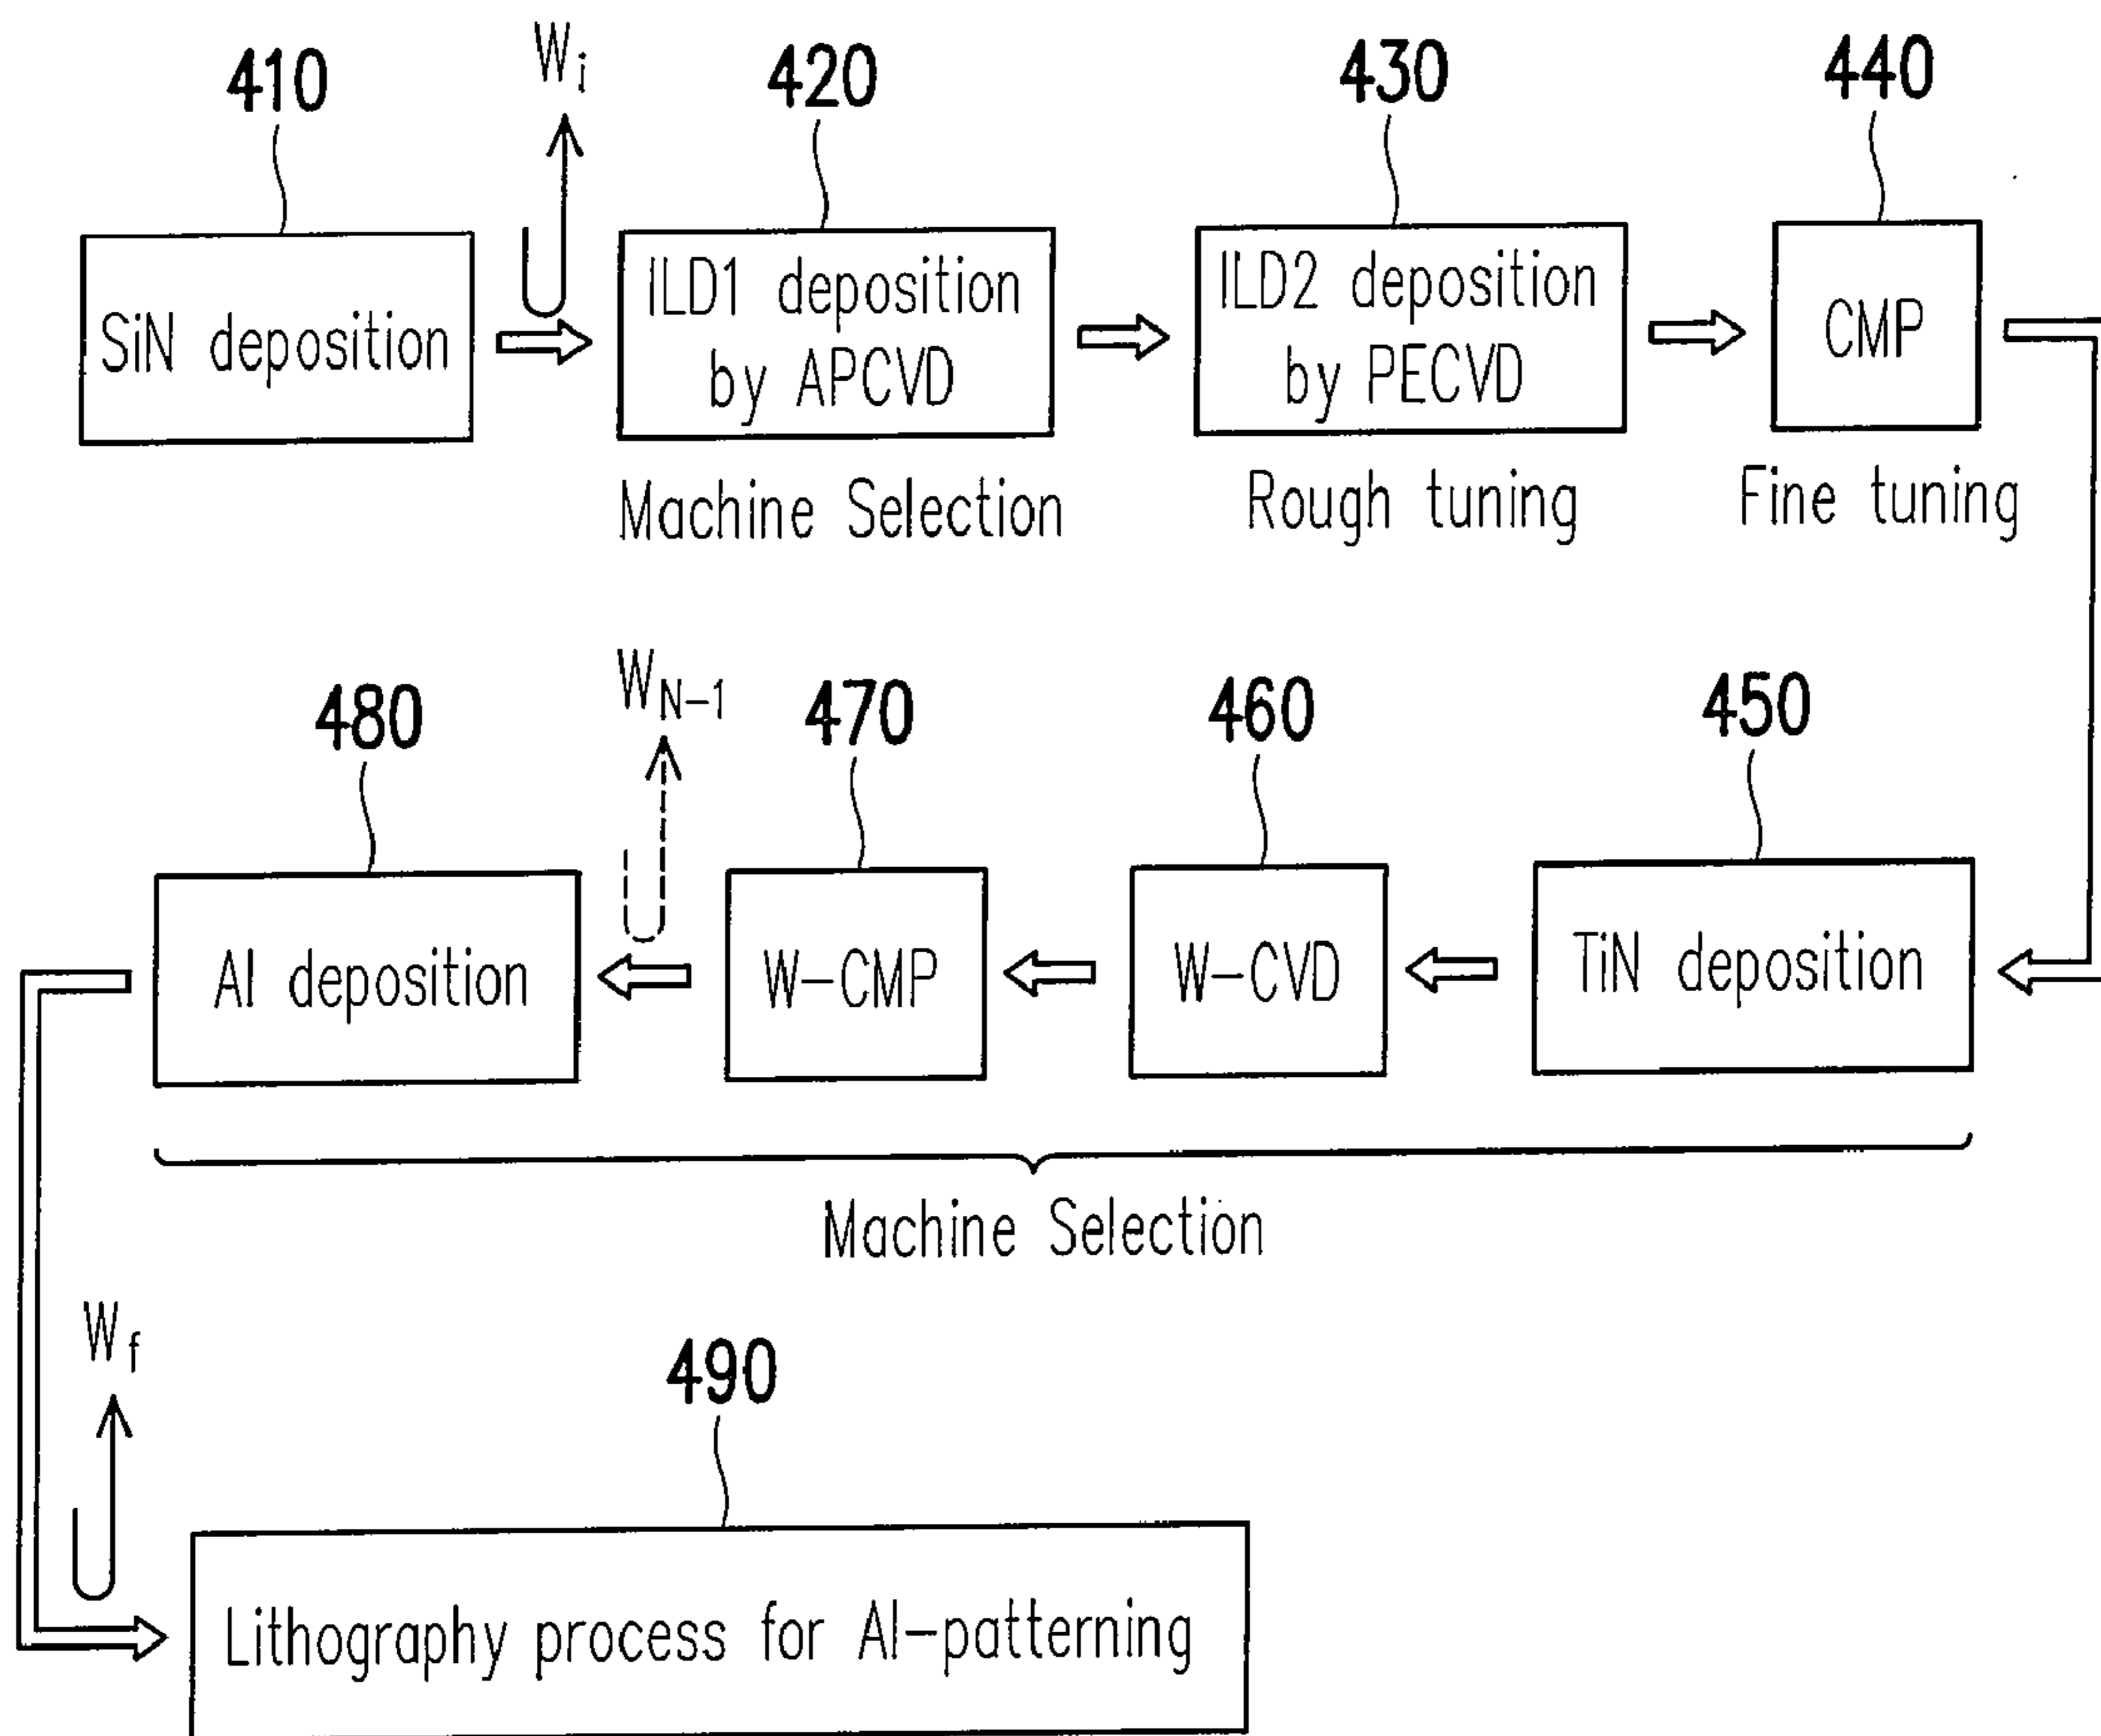 410
W_i
420
430
440
SiN deposition
ILD1 deposition
by APCVD
ILD2 deposition
by PECVD
CMP
Machine Selection
Rough tuning
Fine tuning
480
W_N-1
470
460
450
Al deposition
W-CMP
W-CVD
TiN deposition
Machine Selection
W_f
490
Lithography process for Al-patterning